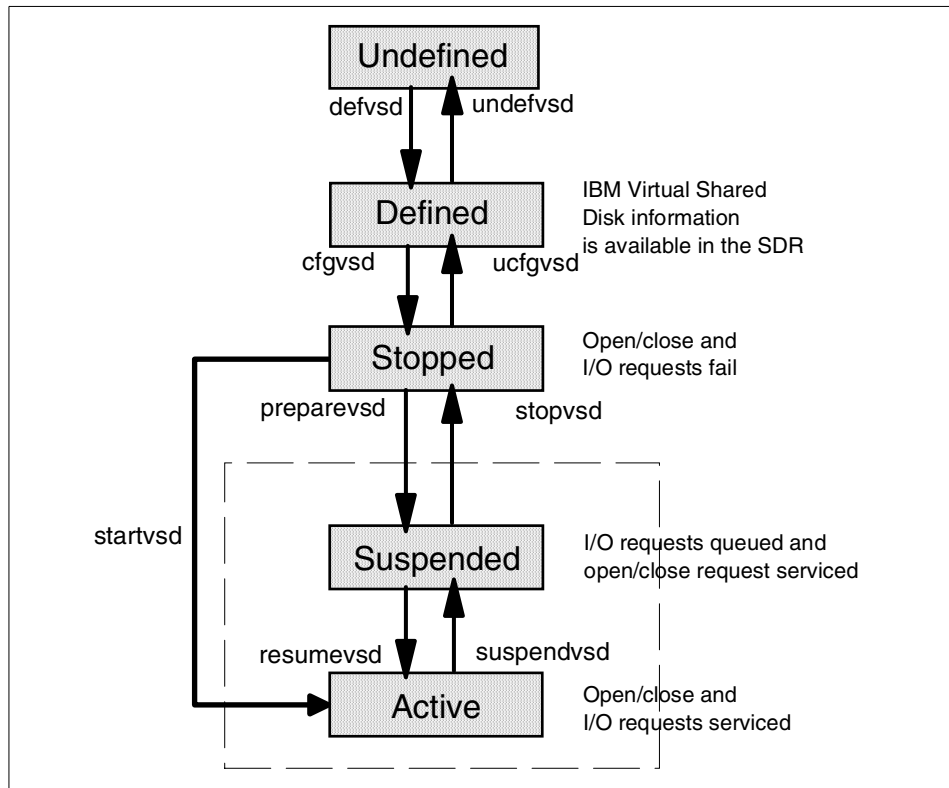 Undefined
defvsd
undefvsd
Defined
IBM Virtual Shared
Disk information
is available in the SDR
cfgvsd
ucfgvsd
Stopped
Open/close and
I/O requests fail
preparevsd
stopvsd
startvsd
Suspended
I/O requests queued and
open/close request serviced
resumevsd
suspendvsd
Active
Open/close and
I/O requests serviced